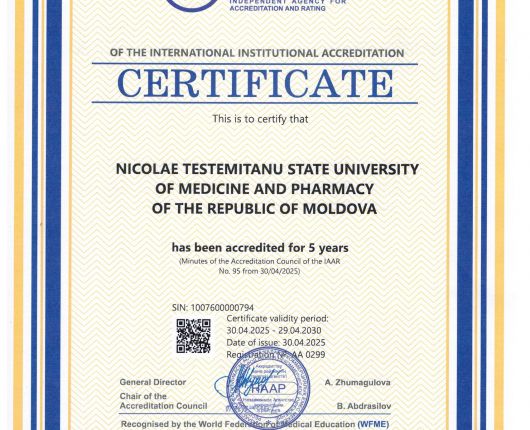 INDEPENDENT AGENCY FOR
ACCREDITATION AND RATING
OF THE INTERNATIONAL INSTITUTIONAL ACCREDITATION
CERTIFICATE
This is to certify that
NICOLAE TESTEMITANU STATE UNIVERSITY
OF MEDICINE AND PHARMACY
OF THE REPUBLIC OF MOLDOVA
has been accredited for 5 years
(Minutes of the Accreditation Council of the IAAR
No. 95 from 30/04/2025)
SIN: 1007600000794
Certificate validity period:
30.04.2025 - 29.04.2030
Date of issue: 30.04.2025
Registration №: AA 0299
General Director A. Zhumagulova
НААР
Chair of the
Accreditation Council B. Abdrasilov
Recognised by the World Federation of Medical Education (WFME)